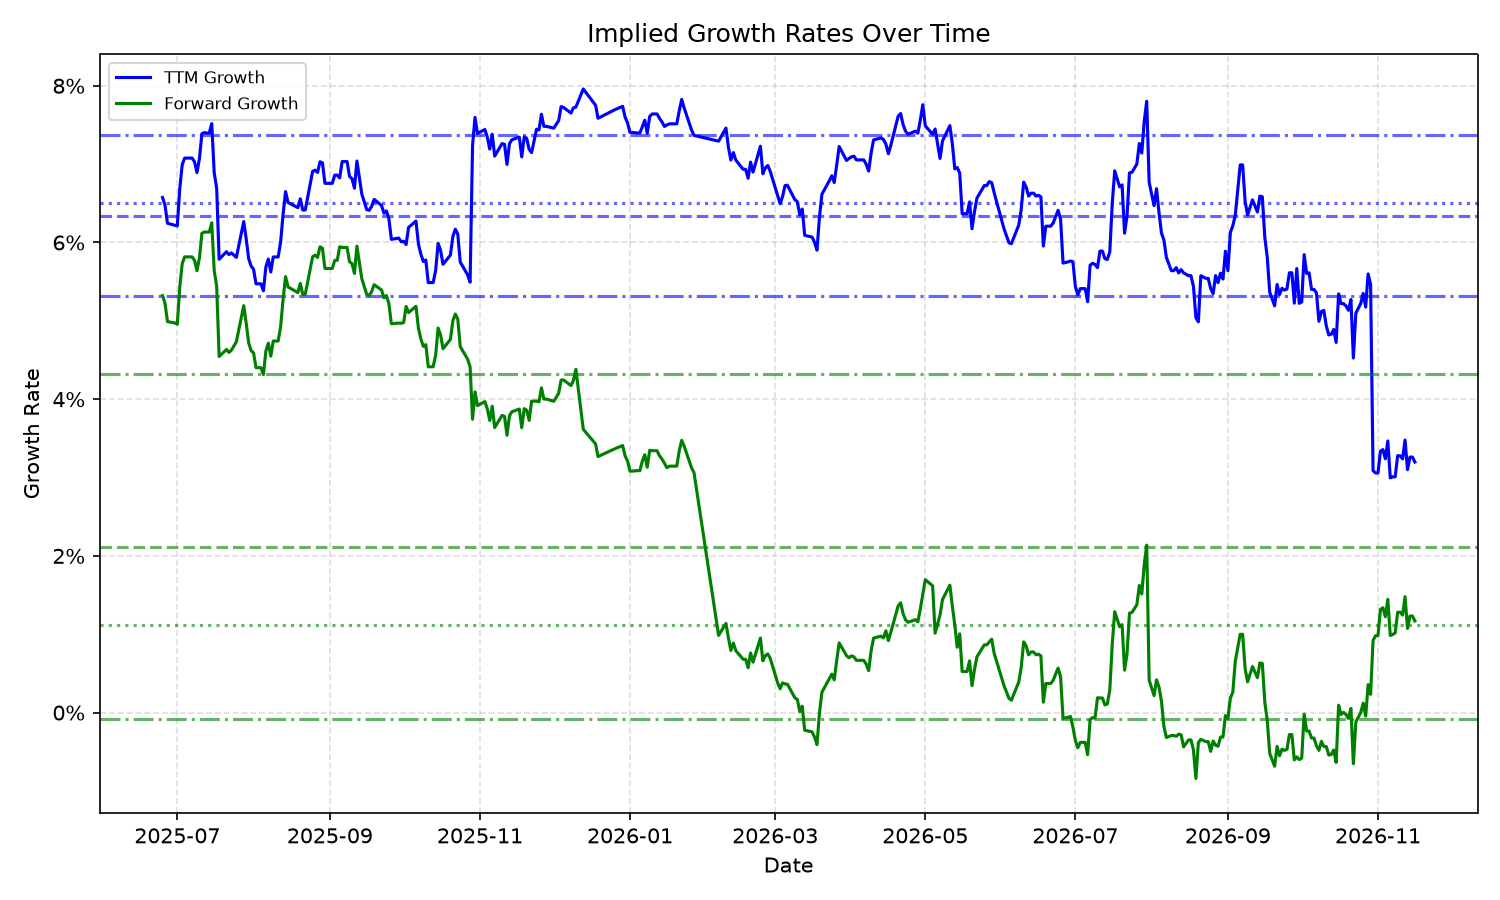 Implied Growth Rates Over Time
TTM Growth
Forward Growth
8%
6%
4%
2%
0%
Growth Rate
2025-07
2025-09
2025-11
2026-01
2026-03
2026-05
2026-07
2026-09
2026-11
Date